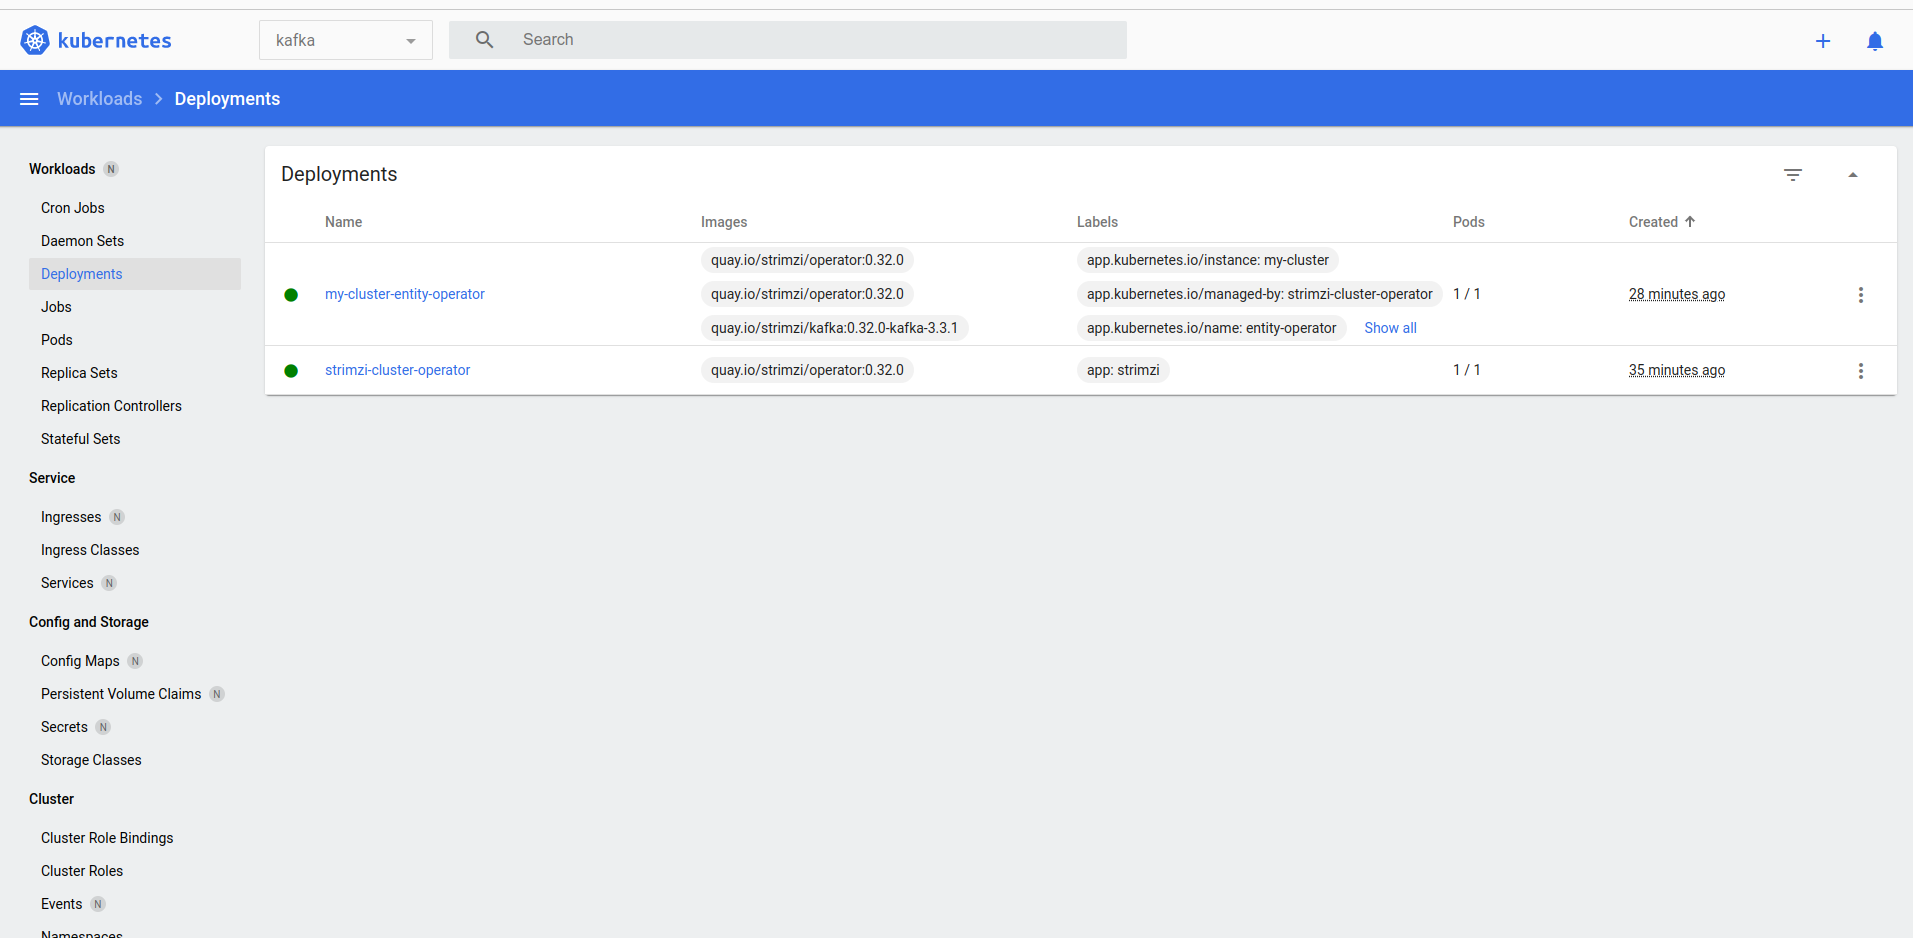 kubernetes
kafka
Search
Workloads > Deployments
Workloads N
Cron Jobs
Daemon Sets
Deployments
Jobs
Pods
Replica Sets
Replication Controllers
Stateful Sets
Service
Ingresses N
Ingress Classes
Services N
Config and Storage
Config Maps N
Persistent Volume Claims N
Secrets N
Storage Classes
Cluster
Cluster Role Bindings
Cluster Roles
Events N
Namespaces
Deployments
Name Images Labels Pods Created
quay.io/strimzi/operator:0.32.0 app.kubernetes.io/instance: my-cluster
my-cluster-entity-operator quay.io/strimzi/operator:0.32.0 app.kubernetes.io/managed-by: strimzi-cluster-operator 1 / 1 28 minutes ago
quay.io/strimzi/kafka:0.32.0-kafka-3.3.1 app.kubernetes.io/name: entity-operator Show all
strimzi-cluster-operator quay.io/strimzi/operator:0.32.0 app: strimzi 1 / 1 35 minutes ago